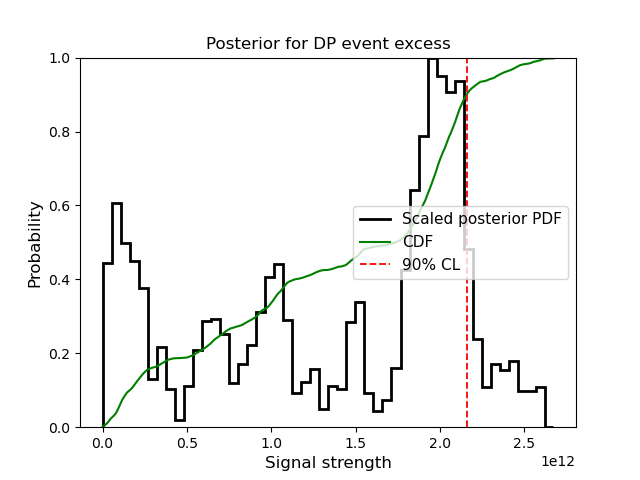 Posterior for DP event excess
1.0
0.8
0.6
0.4
0.2
0.0
Probability
Scaled posterior PDF
CDF
90% CL
0.0 0.5 1.0 1.5 2.0 2.5
1e12
Signal strength